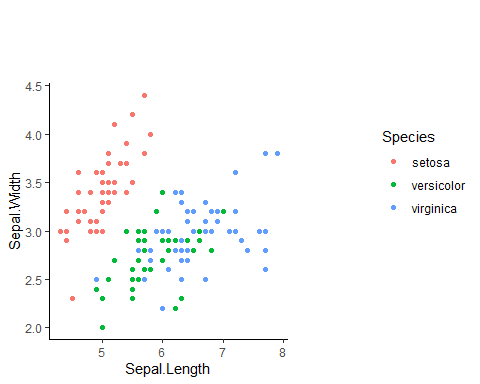 4.5
4.0
3.5
3.0
2.5
2.0
Sepal.Width
5
6
7
8
Sepal.Length
Species
setosa
versicolor
virginica